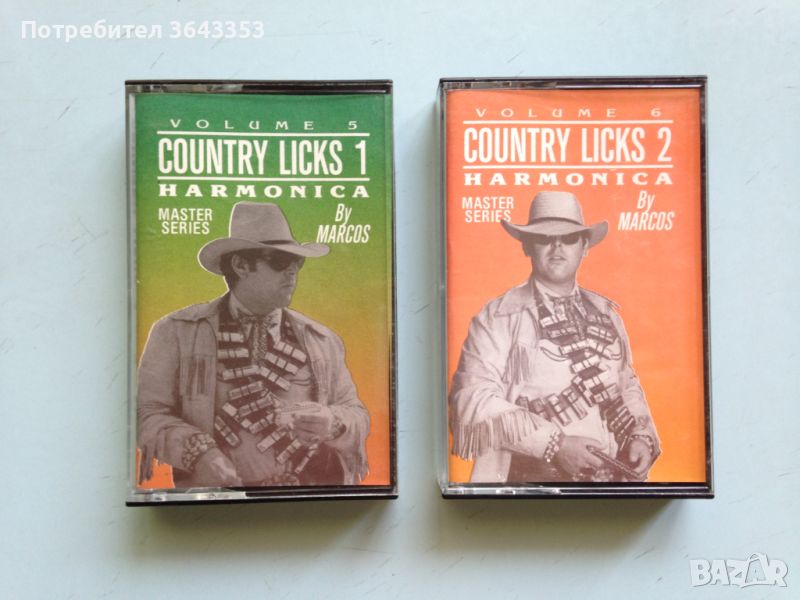 Потребител 3643353
VOLUME 5
COUNTRY LICKS 1
HARMONICA
MASTER
SERIES
By
MARCOS
VOLUME 6
COUNTRY LICKS 2
HARMONICA
MASTER
SERIES
By
MARCOS
BAZAR